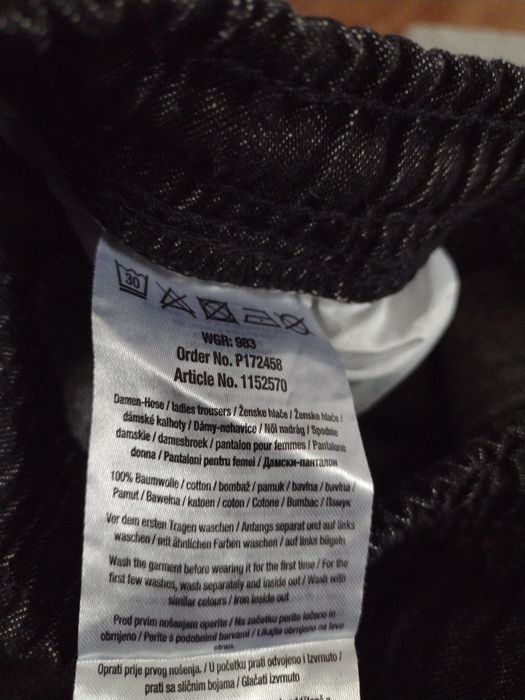 30
WGR: 983
Order No. P172458
Article No. 1152570
Damen-Hose / ladies trousers / Ženske hlače / Ženske hlače /
dámské kalhoty / Dámy-nohavice / Női nadrág / Spodnie
damskie / damesbroek / pantalon pour femmes / Pantalone
donna / Pantaloni pentru femei / Дамски-панталон
100% Baumwolle / cotton / bombaž / pamuk / bavlna / bavlna /
Pamut / Bawełna / katoen / coton / Cotone / Bumbac / Памук
Vor dem ersten Tragen waschen / Anfangs separat und auf links
waschen / mit ähnlichen Farben waschen / auf links bügeln
Wash the garment before wearing it for the first time / For the
first few washes, wash separately and inside out / Wash with
similar colours / Iron inside out
Pred prvim nošenjem operite / Na začetku perite ločeno in
obrnjeno / Perite s podobnimi barvami / Likajte obrnjeno na levo
stran.
Oprati prije prvog nošenja. / U početku prati odvojeno i izvrnuto /
prati sa sličnim bojama / Glačati izvrnuto